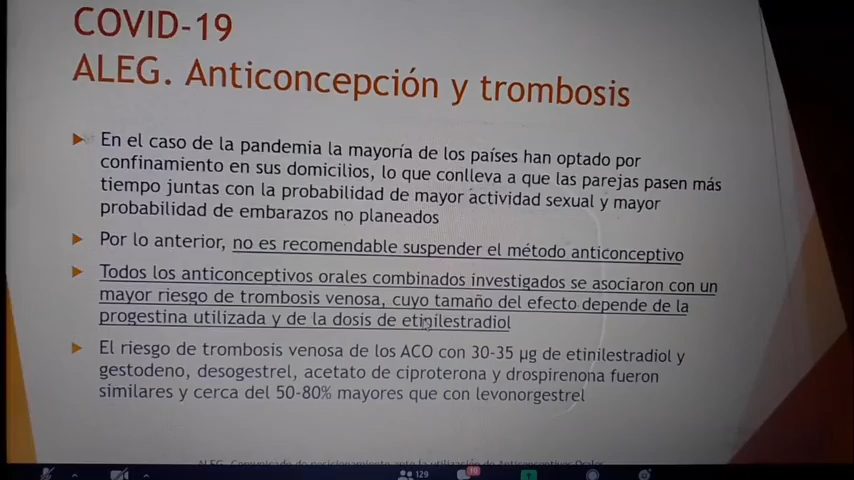 COVID-19
ALEG. Anticoncepción y trombosis
En el caso de la pandemia la mayoría de los países han optado por
confinamiento en sus domicilios, lo que conlleva a que las parejas pasen más
tiempo juntas con la probabilidad de mayor actividad sexual y mayor
probabilidad de embarazos no planeados
Por lo anterior, no es recomendable suspender el método anticonceptivo
Todos los anticonceptivos orales combinados investigados se asociaron con un
mayor riesgo de trombosis venosa, cuyo tamaño del efecto depende de la
progestina utilizada y de la dosis de etinilestradiol
El riesgo de trombosis venosa de los ACO con 30-35 µg de etinilestradiol y
gestodeno, desogestrel, acetato de ciproterona y drospirenona fueron
similares y cerca del 50-80% mayores que con levonorgestrel
129